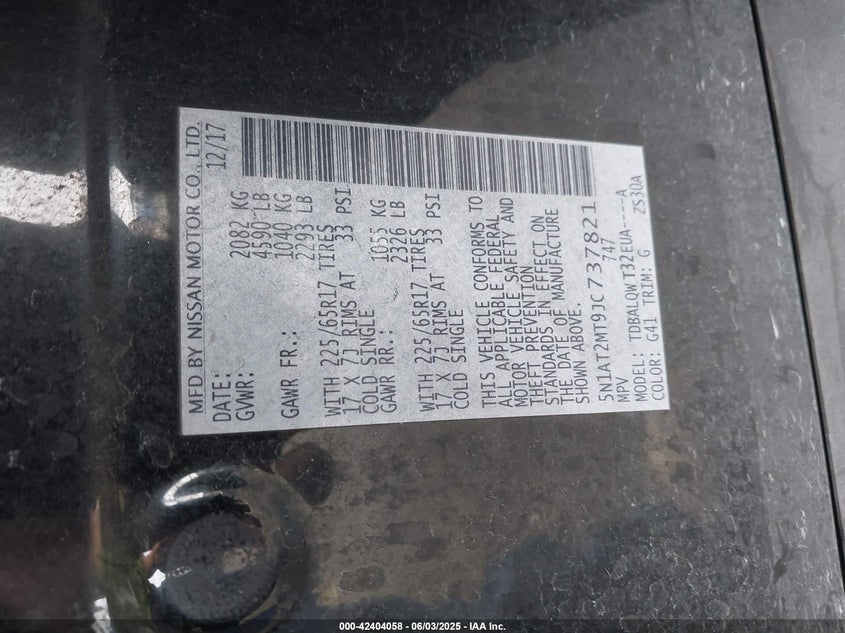 MFD BY NISSAN MOTOR CO., LTD.
DATE: 12/17
GVWR: 2082 KG
4590 LB
GAWR FR.: 1040 KG
2293 LB
WITH 225/65R17 TIRES
17 X 7J RIMS AT 33 PSI
COLD SINGLE
GAWR RR.: 1055 KG
2326 LB
WITH 225/65R17 TIRES
17 X 7J RIMS AT 33 PSI
COLD SINGLE
THIS VEHICLE CONFORMS TO
ALL APPLICABLE FEDERAL
MOTOR VEHICLE SAFETY AND
THEFT PREVENTION
STANDARDS IN EFFECT ON
THE DATE OF MANUFACTURE
SHOWN ABOVE.
5N1AT2MT9JC737821
MPV 747
MODEL: TDBALQW T32EUA----A
COLOR: G41 TRIM: G ZS30A
000-42404058 - 06/03/2025 - IAA Inc.